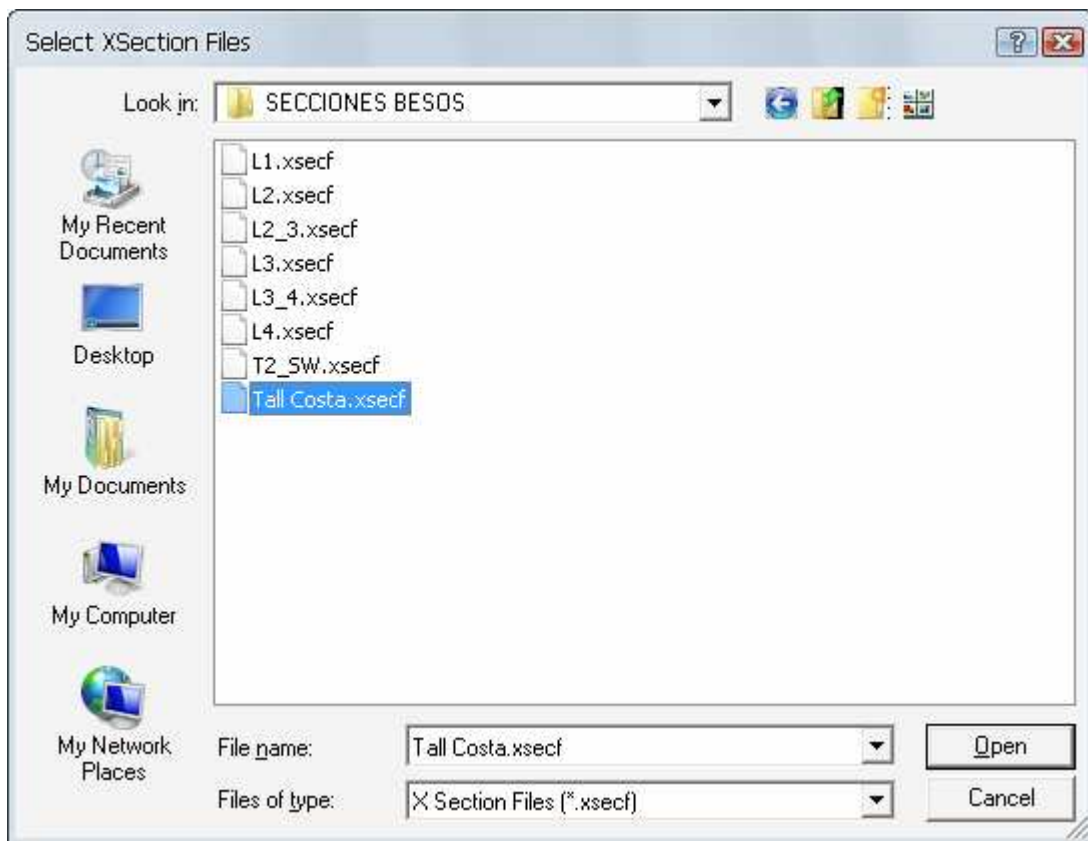 Select XSection Files
Look in: SECCIONES BESOS
L1.xsecf
L2.xsecf
L2_3.xsecf
L3.xsecf
L3_4.xsecf
L4.xsecf
T2_SW.xsecf
Tall Costa.xsecf
My Recent
Documents
Desktop
My Documents
My Computer
My Network
Places
File name: Tall Costa.xsecf Open
Files of type: X Section Files (*.xsecf) Cancel